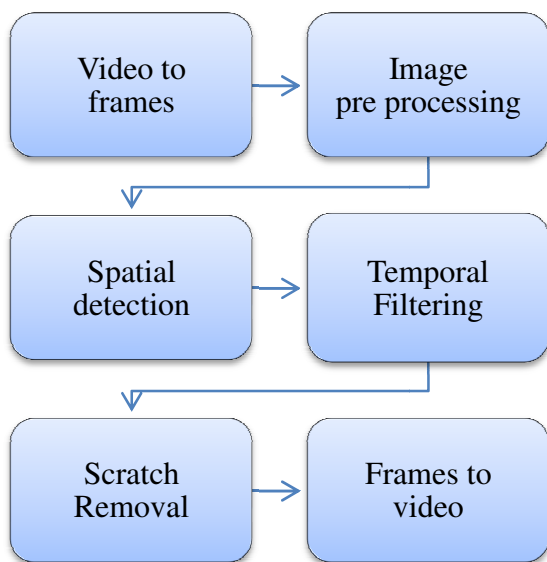 Video to
frames
Image
pre processing
Spatial
detection
Temporal
Filtering
Scratch
Removal
Frames to
video